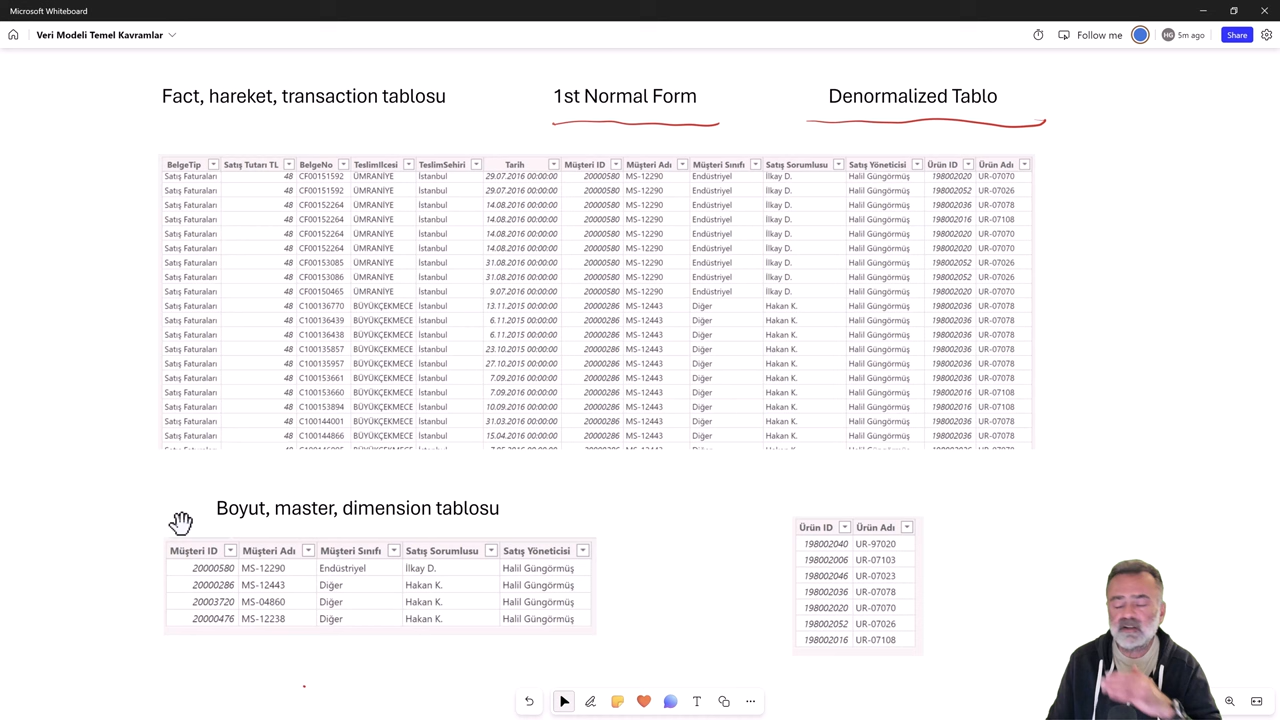 Microsoft Whiteboard
Veri Modeli Temel Kavramlar
Follow me
HG 5m ago
Share
Fact, hareket, transaction tablosu
1st Normal Form
Denormalized Tablo
BelgeTip Satış Tutarı TL BelgeNo TeslimIlcesi TeslimSehiri Tarih Müşteri ID Müşteri Adı Müşteri Sınıfı Satış Sorumlusu Satış Yöneticisi Ürün ID Ürün Adı
Satış Faturaları 48 CF00151592 ÜMRANİYE İstanbul 29.07.2016 00:00:00 20000580 MS-12290 Endüstriyel İlkay D. Halil Güngörmüş 198002020 UR-07070
Satış Faturaları 48 CF00151592 ÜMRANİYE İstanbul 29.07.2016 00:00:00 20000580 MS-12290 Endüstriyel İlkay D. Halil Güngörmüş 198002052 UR-07026
Satış Faturaları 48 CF00152264 ÜMRANİYE İstanbul 14.08.2016 00:00:00 20000580 MS-12290 Endüstriyel İlkay D. Halil Güngörmüş 198002036 UR-07078
Satış Faturaları 48 CF00152264 ÜMRANİYE İstanbul 14.08.2016 00:00:00 20000580 MS-12290 Endüstriyel İlkay D. Halil Güngörmüş 198002016 UR-07108
Satış Faturaları 48 CF00152264 ÜMRANİYE İstanbul 14.08.2016 00:00:00 20000580 MS-12290 Endüstriyel İlkay D. Halil Güngörmüş 198002020 UR-07070
Satış Faturaları 48 CF00152264 ÜMRANİYE İstanbul 14.08.2016 00:00:00 20000580 MS-12290 Endüstriyel İlkay D. Halil Güngörmüş 198002020 UR-07070
Satış Faturaları 48 CF00153085 ÜMRANİYE İstanbul 31.08.2016 00:00:00 20000580 MS-12290 Endüstriyel İlkay D. Halil Güngörmüş 198002052 UR-07026
Satış Faturaları 48 CF00153086 ÜMRANİYE İstanbul 31.08.2016 00:00:00 20000580 MS-12290 Endüstriyel İlkay D. Halil Güngörmüş 198002052 UR-07026
Satış Faturaları 48 CF00150465 ÜMRANİYE İstanbul 9.07.2016 00:00:00 20000580 MS-12290 Endüstriyel İlkay D. Halil Güngörmüş 198002020 UR-07070
Satış Faturaları 48 C100136770 BÜYÜKÇEKMECE İstanbul 13.11.2015 00:00:00 20000286 MS-12443 Diğer Hakan K. Halil Güngörmüş 198002036 UR-07078
Satış Faturaları 48 C100136439 BÜYÜKÇEKMECE İstanbul 6.11.2015 00:00:00 20000286 MS-12443 Diğer Hakan K. Halil Güngörmüş 198002036 UR-07078
Satış Faturaları 48 C100136438 BÜYÜKÇEKMECE İstanbul 6.11.2015 00:00:00 20000286 MS-12443 Diğer Hakan K. Halil Güngörmüş 198002036 UR-07078
Satış Faturaları 48 C100135857 BÜYÜKÇEKMECE İstanbul 23.10.2015 00:00:00 20000286 MS-12443 Diğer Hakan K. Halil Güngörmüş 198002036 UR-07078
Satış Faturaları 48 C100135957 BÜYÜKÇEKMECE İstanbul 27.10.2015 00:00:00 20000286 MS-12443 Diğer Hakan K. Halil Güngörmüş 198002036 UR-07078
Satış Faturaları 48 C100153661 BÜYÜKÇEKMECE İstanbul 7.09.2016 00:00:00 20000286 MS-12443 Diğer Hakan K. Halil Güngörmüş 198002036 UR-07078
Satış Faturaları 48 C100153660 BÜYÜKÇEKMECE İstanbul 7.09.2016 00:00:00 20000286 MS-12443 Diğer Hakan K. Halil Güngörmüş 198002016 UR-07108
Satış Faturaları 48 C100153894 BÜYÜKÇEKMECE İstanbul 10.09.2016 00:00:00 20000286 MS-12443 Diğer Hakan K. Halil Güngörmüş 198002016 UR-07108
Satış Faturaları 48 C100144001 BÜYÜKÇEKMECE İstanbul 31.03.2016 00:00:00 20000286 MS-12443 Diğer Hakan K. Halil Güngörmüş 198002036 UR-07078
Satış Faturaları 48 C100144866 BÜYÜKÇEKMECE İstanbul 15.04.2016 00:00:00 20000286 MS-12443 Diğer Hakan K. Halil Güngörmüş 198002036 UR-07078
Boyut, master, dimension tablosu
Müşteri ID Müşteri Adı Müşteri Sınıfı Satış Sorumlusu Satış Yöneticisi
20000580 MS-12290 Endüstriyel İlkay D. Halil Güngörmüş
20000286 MS-12443 Diğer Hakan K. Halil Güngörmüş
20003720 MS-04860 Diğer Hakan K. Halil Güngörmüş
20000476 MS-12238 Diğer Hakan K. Halil Güngörmüş
Ürün ID Ürün Adı
198002040 UR-97020
198002006 UR-07103
198002046 UR-07023
198002036 UR-07078
198002020 UR-07070
198002052 UR-07026
198002016 UR-07108